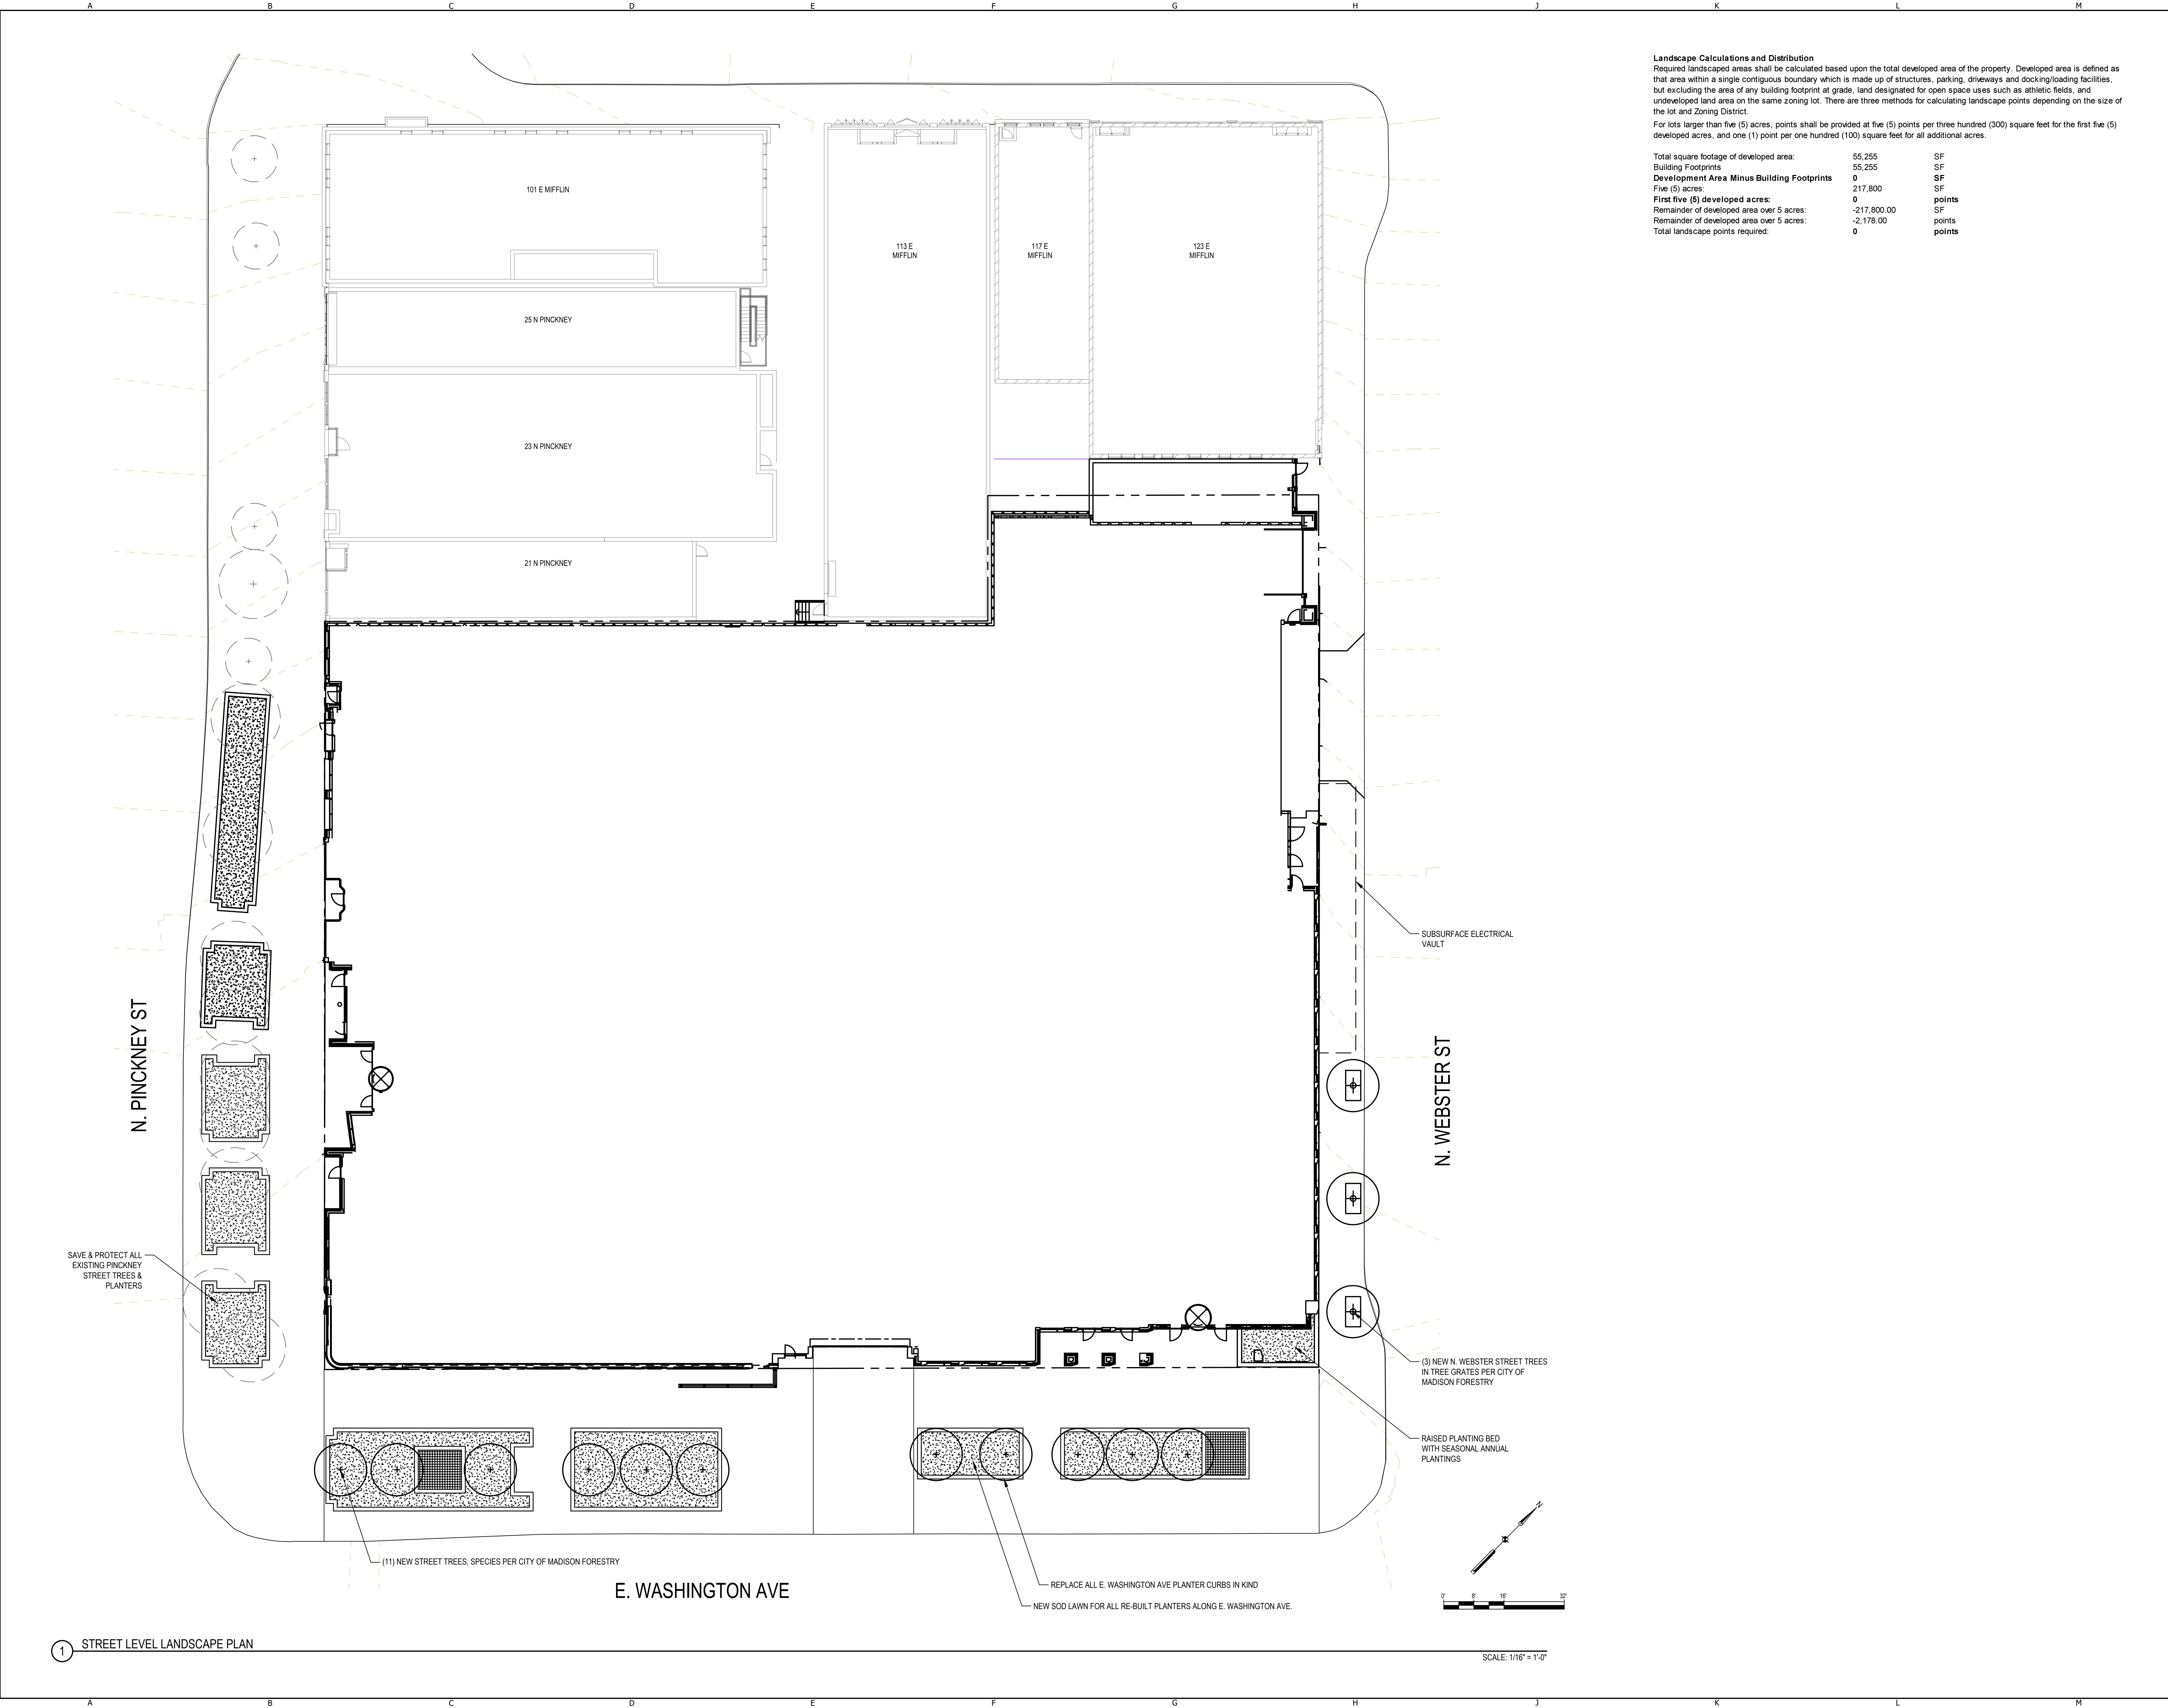 A B C D E F G H J K L M
Landscape Calculations and Distribution
Required landscaped areas shall be calculated based upon the total developed area of the property. Developed area is defined as
that area within a single contiguous boundary which is made up of structures, parking, driveways and docking/loading facilities,
but excluding the area of any building footprint at grade, land designated for open space uses such as athletic fields, and
undeveloped land area on the same zoning lot. There are three methods for calculating landscape points depending on the size of
the lot and Zoning District.
For lots larger than five (5) acres, points shall be provided at five (5) points per three hundred (300) square feet for the first five (5)
developed acres, and one (1) point per one hundred (100) square feet for all additional acres.
Total square footage of developed area: 55,255 SF
Building Footprints 55,255 SF
Development Area Minus Building Footprints 0 SF
Five (5) acres: 217,800 SF
First five (5) developed acres: 0 points
Remainder of developed area over 5 acres: -217,800.00 SF
Remainder of developed area over 5 acres: -2,178.00 points
Total landscape points required: 0 points
101 E MIFFLIN
113 E
MIFFLIN
117 E
MIFFLIN
123 E
MIFFLIN
25 N PINCKNEY
23 N PINCKNEY
21 N PINCKNEY
SUBSURFACE ELECTRICAL
VAULT
N. PINCKNEY ST
N. WEBSTER ST
SAVE & PROTECT ALL
EXISTING PINCKNEY
STREET TREES &
PLANTERS
(3) NEW N. WEBSTER STREET TREES
IN TREE GRATES PER CITY OF
MADISON FORESTRY
RAISED PLANTING BED
WITH SEASONAL ANNUAL
PLANTINGS
N
(11) NEW STREET TREES, SPECIES PER CITY OF MADISON FORESTRY
E. WASHINGTON AVE
REPLACE ALL E. WASHINGTON AVE PLANTER CURBS IN KIND
NEW SOD LAWN FOR ALL RE-BUILT PLANTERS ALONG E. WASHINGTON AVE.
0' 8' 16' 32'
1 STREET LEVEL LANDSCAPE PLAN
SCALE: 1/16" = 1'-0"
A B C D E F G H J K L M